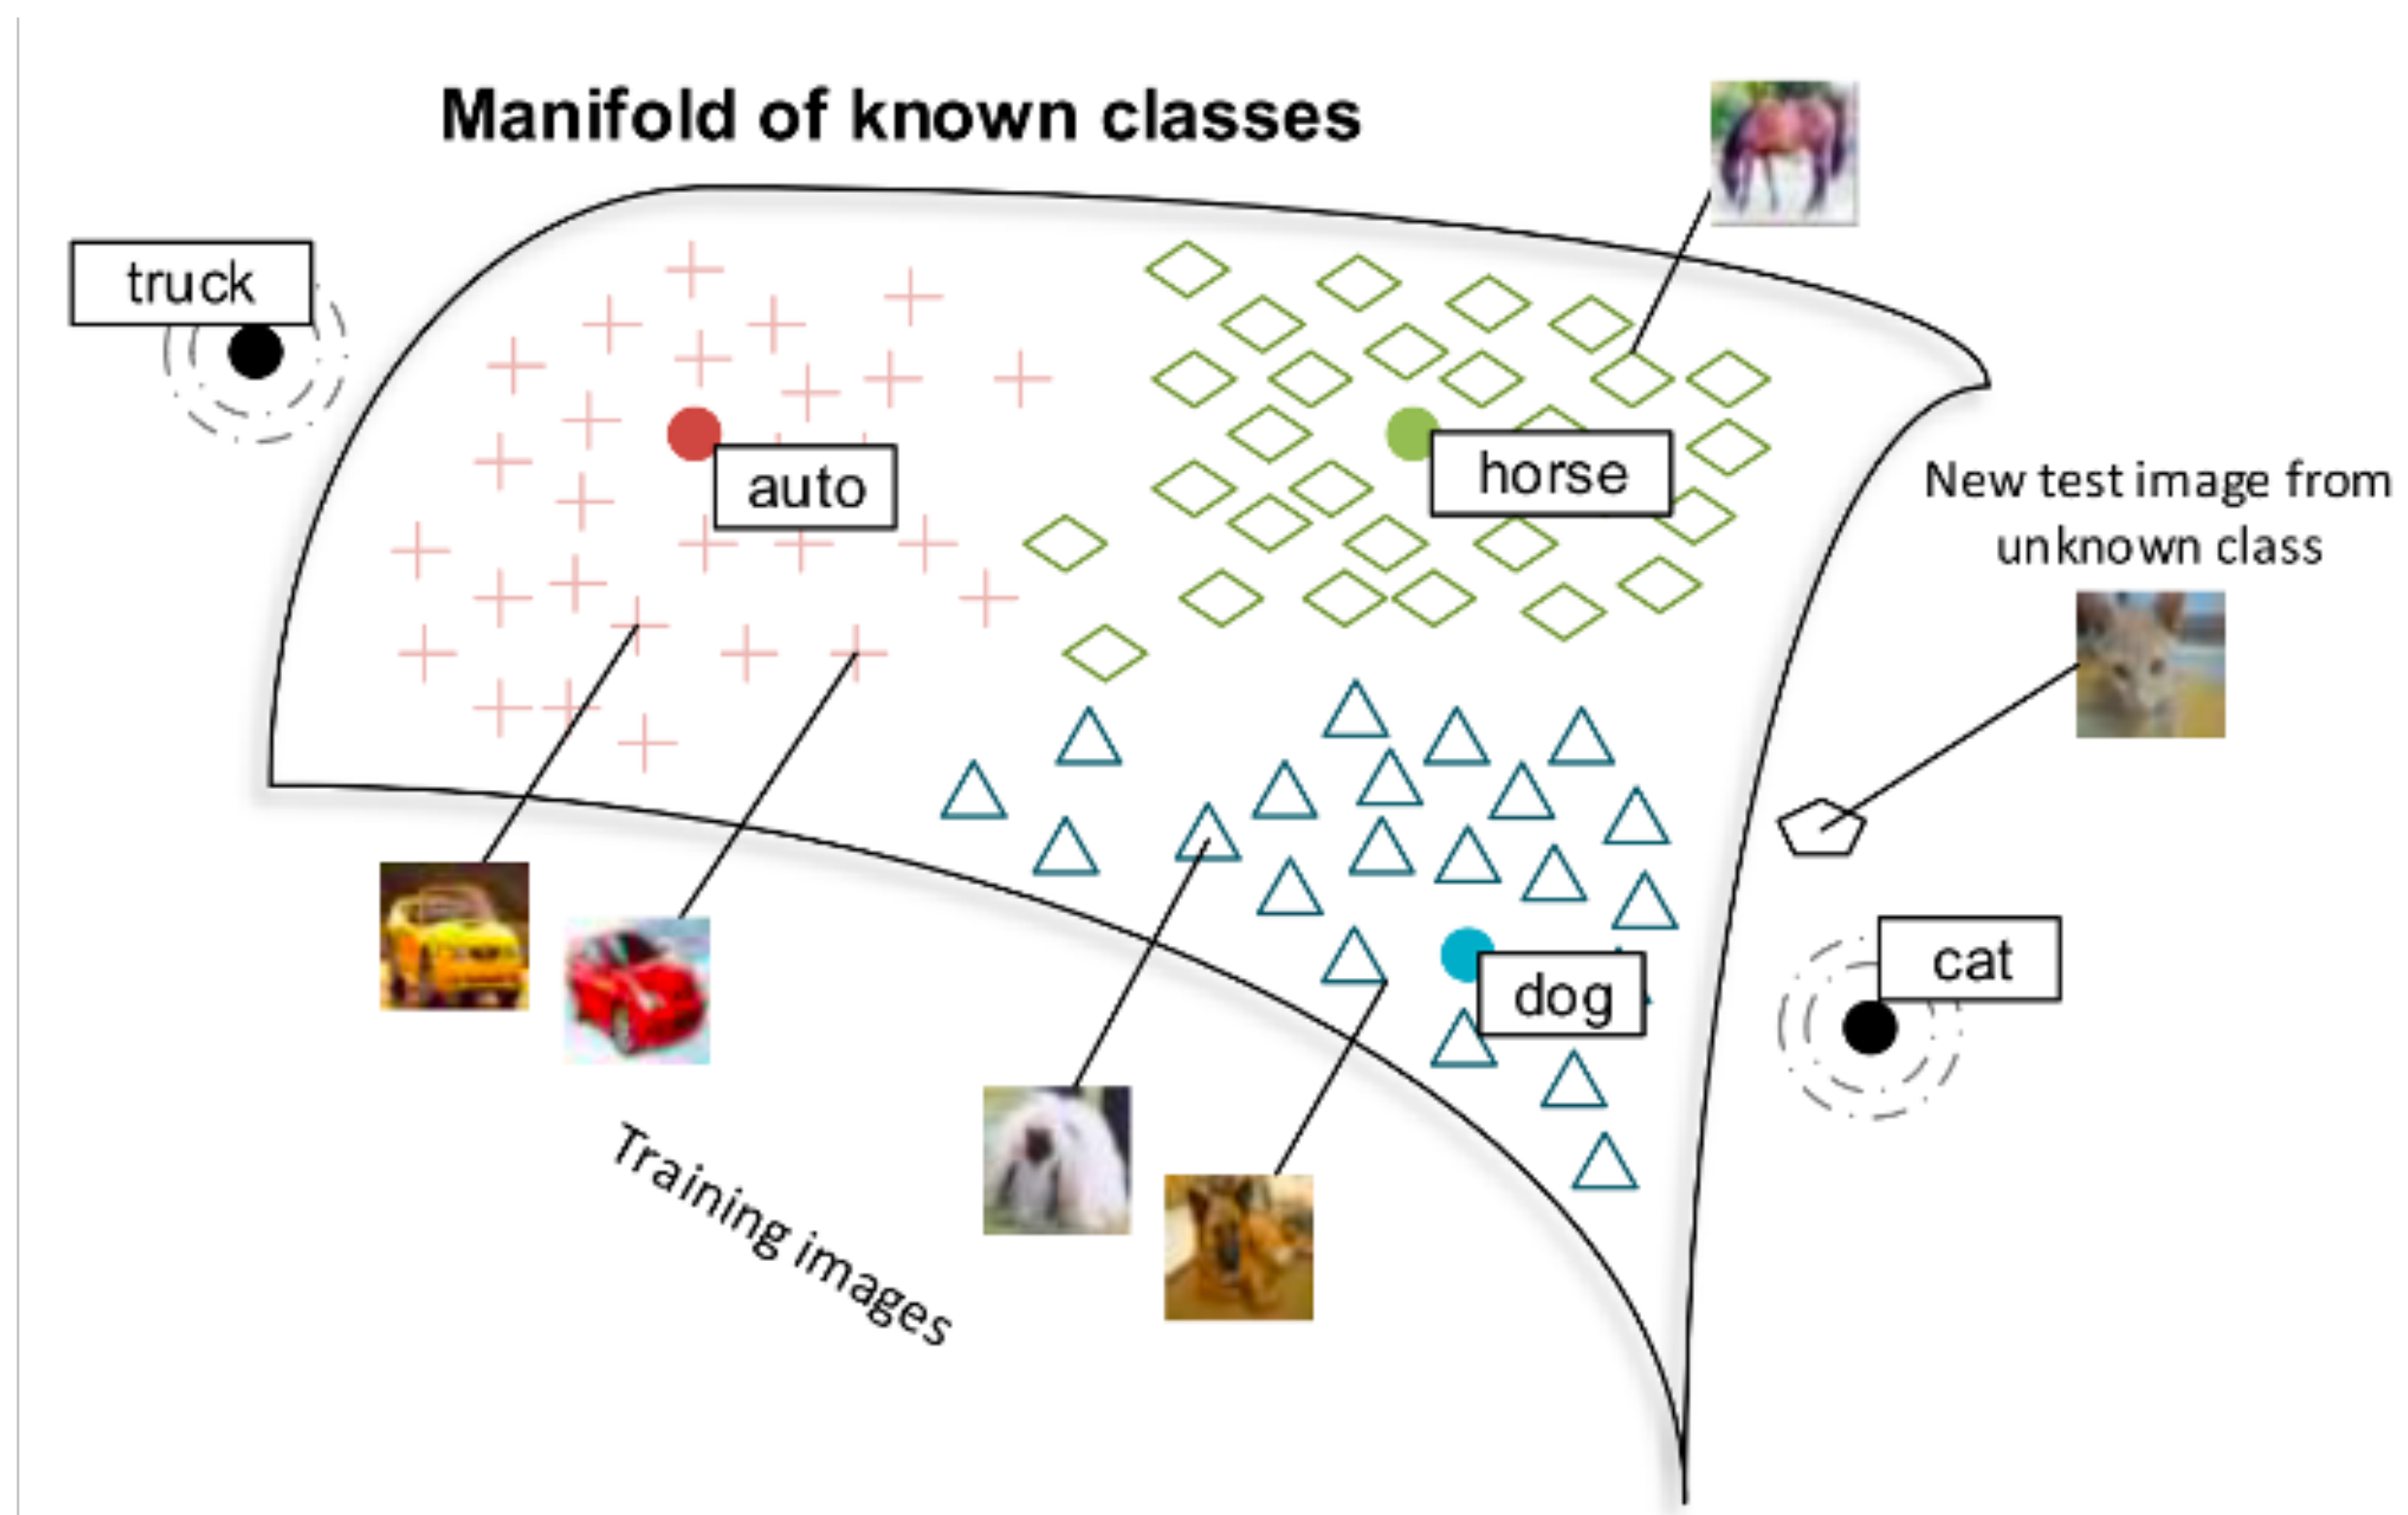 Manifold of known classes
truck
auto
horse
New test image from
unknown class
cat
dog
Training images